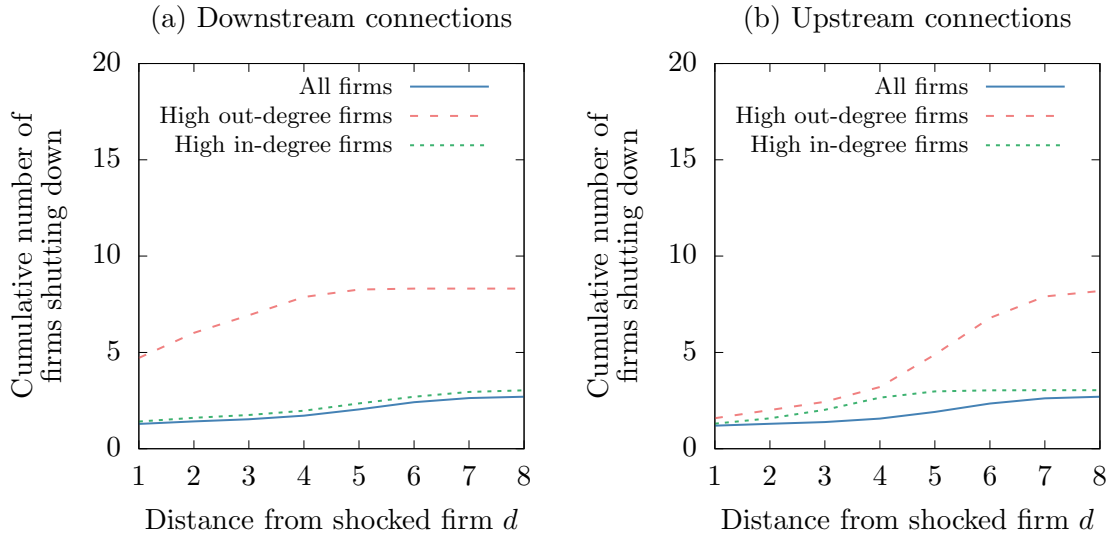 (a) Downstream connections
20
15
10
5
0
1 2 3 4 5 6 7 8
Cumulative number of
firms shutting down
Distance from shocked firm d
All firms
High out-degree firms
High in-degree firms
(b) Upstream connections
20
15
10
5
0
1 2 3 4 5 6 7 8
Cumulative number of
firms shutting down
Distance from shocked firm d
All firms
High out-degree firms
High in-degree firms